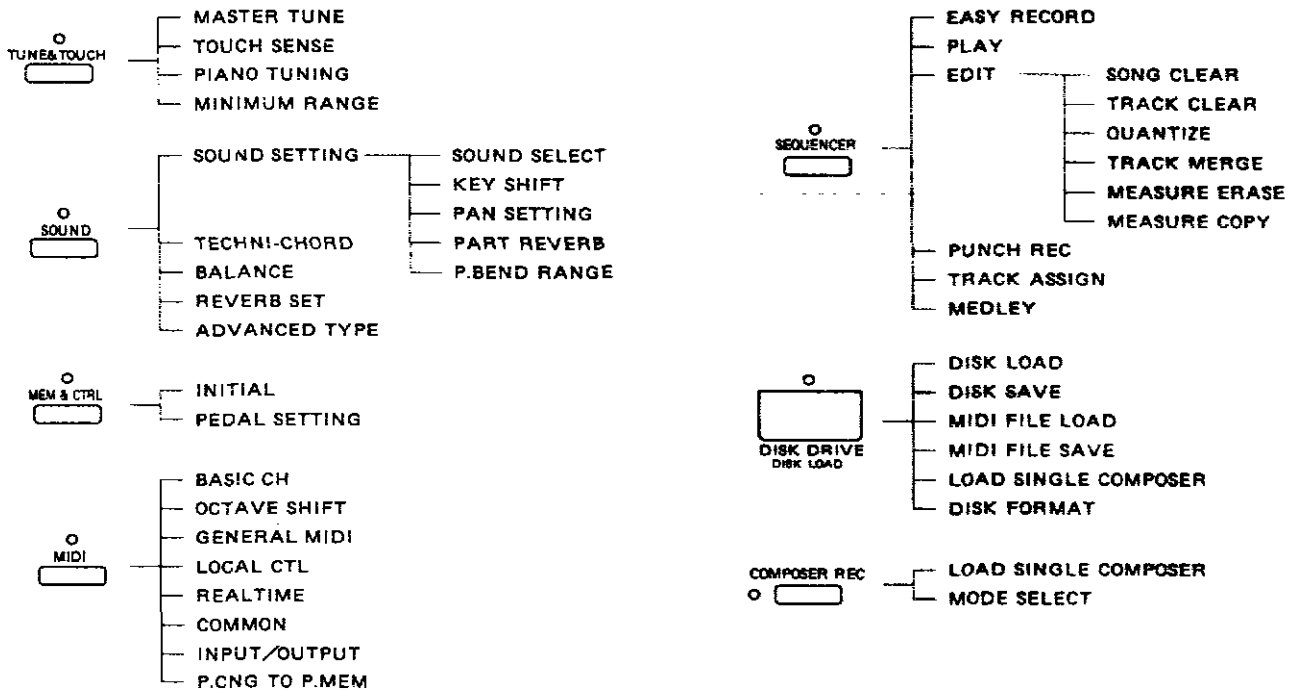 TUNE&TOUCH
MASTER TUNE
TOUCH SENSE
PIANO TUNING
MINIMUM RANGE
SOUND
SOUND SETTING
SOUND SELECT
KEY SHIFT
PAN SETTING
PART REVERB
P.BEND RANGE
TECHNI-CHORD
BALANCE
REVERB SET
ADVANCED TYPE
MEM & CTRL
INITIAL
PEDAL SETTING
MIDI
BASIC CH
OCTAVE SHIFT
GENERAL MIDI
LOCAL CTL
REALTIME
COMMON
INPUT/OUTPUT
P.CNG TO P.MEM
SEQUENCER
EASY RECORD
PLAY
EDIT
SONG CLEAR
TRACK CLEAR
QUANTIZE
TRACK MERGE
MEASURE ERASE
MEASURE COPY
PUNCH REC
TRACK ASSIGN
MEDLEY
DISK DRIVE
DISK LOAD
DISK LOAD
DISK SAVE
MIDI FILE LOAD
MIDI FILE SAVE
LOAD SINGLE COMPOSER
DISK FORMAT
COMPOSER REC
LOAD SINGLE COMPOSER
MODE SELECT